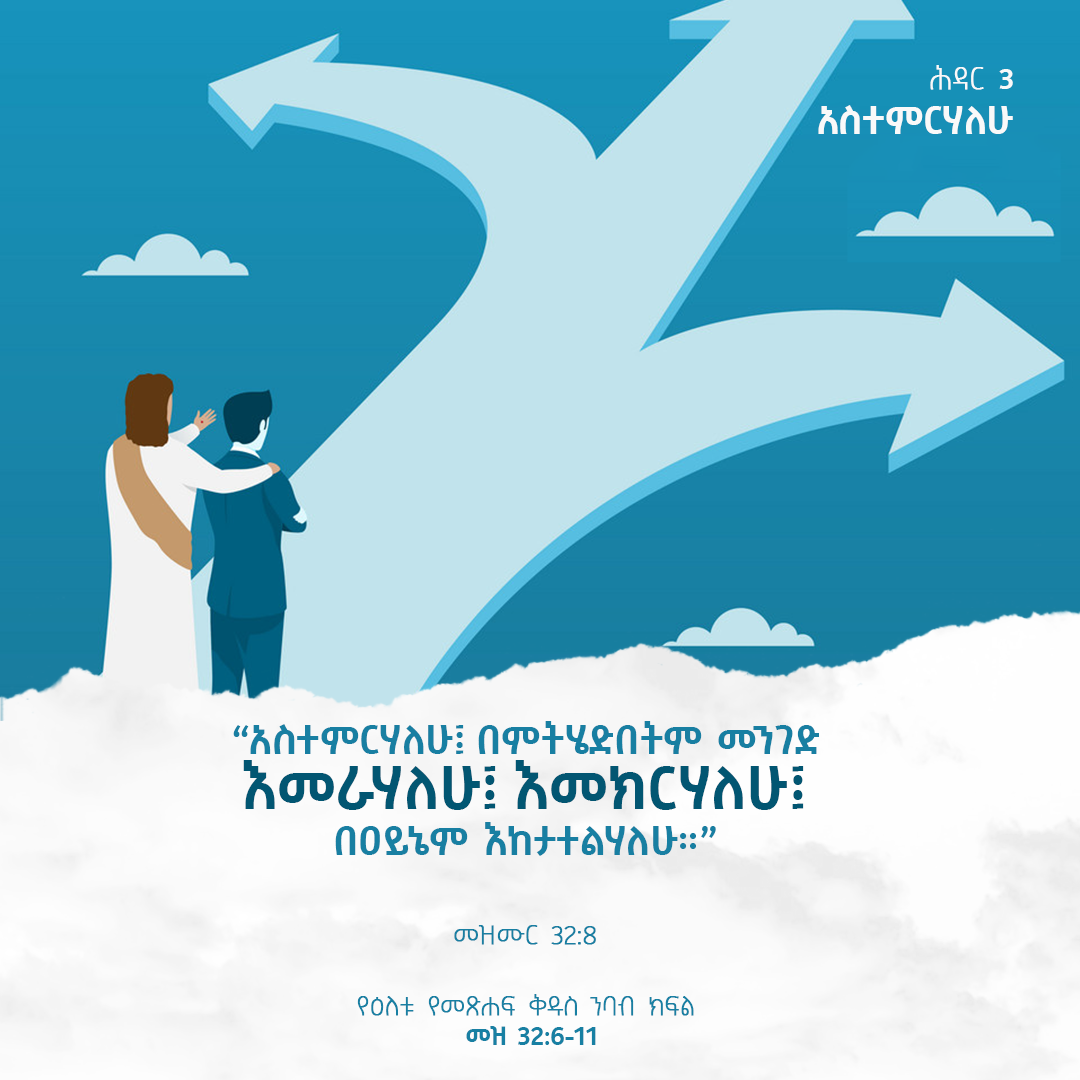 ሕዳር 3
አስተምርሃለሁ
“አስተምርሃለሁ፤ በምትሄድበትም መንገድ
እመራሃለሁ፤ እመክርሃለሁ፤
በዐይኔም እከታተልሃለሁ።”
መዝሙር 32:8
የዕለቱ የመጽሐፍ ቅዱስ ንባብ ክፍል
መዝ 32:6-11